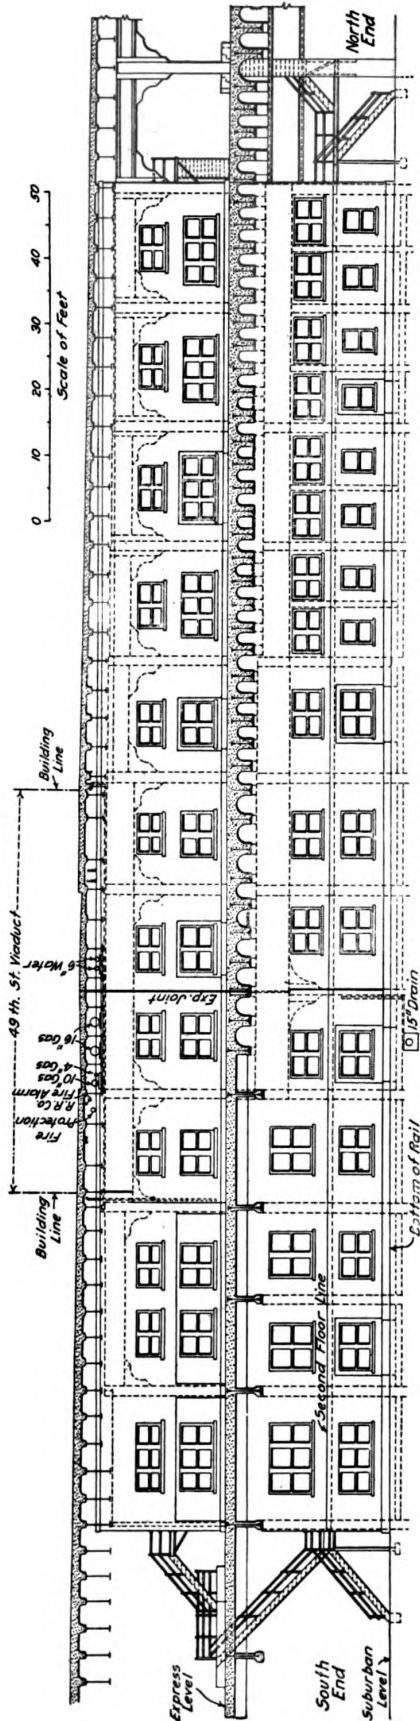 North
End
0 10 20 30 40 50
Scale of Feet
Building
Line
49 th. St. Viaduct
6" Water
16" Gas
4" Gas
10" Gas
Fire Alarm
R.R. Co.
Fire
Protection
Building
Line
Exp. Joint
15" Drain
Second Floor Line
Bottom of Rail
Express
Level
South
End
Suburban
Level